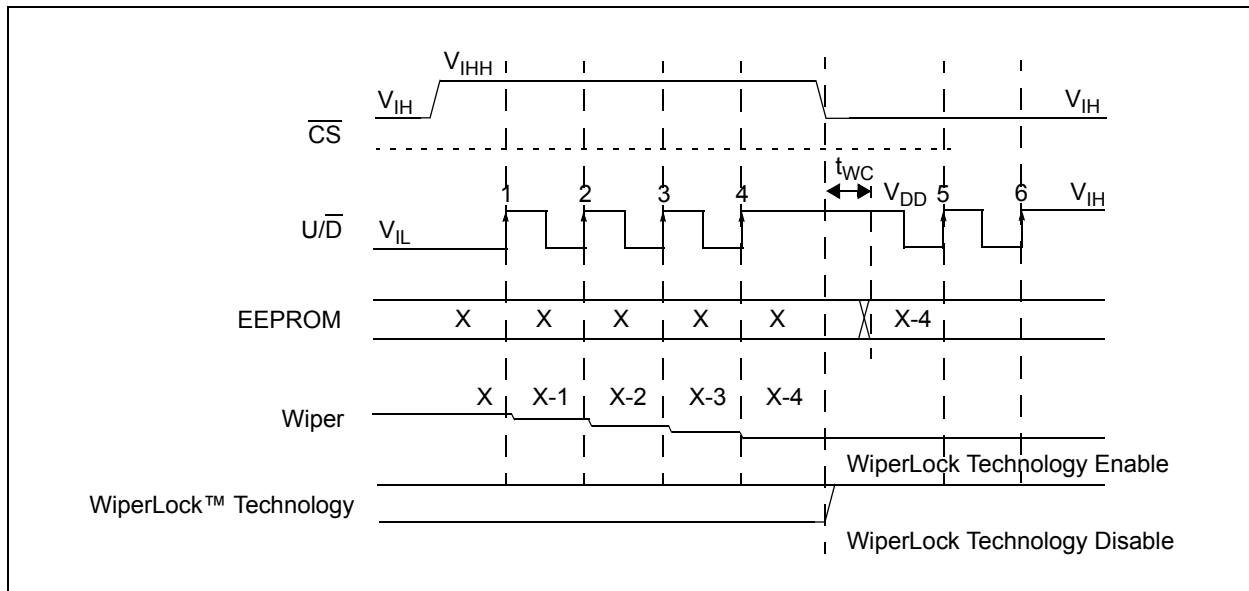 V_IHH
V_IH
V_IH
C̅S̅
t_WC
1 2 3 4 V_DD 5 6 V_IH
U/D̅ V_IL
EEPROM X X X X X X-4
X X-1 X-2 X-3 X-4
Wiper
WiperLock Technology Enable
WiperLock™ Technology
WiperLock Technology Disable